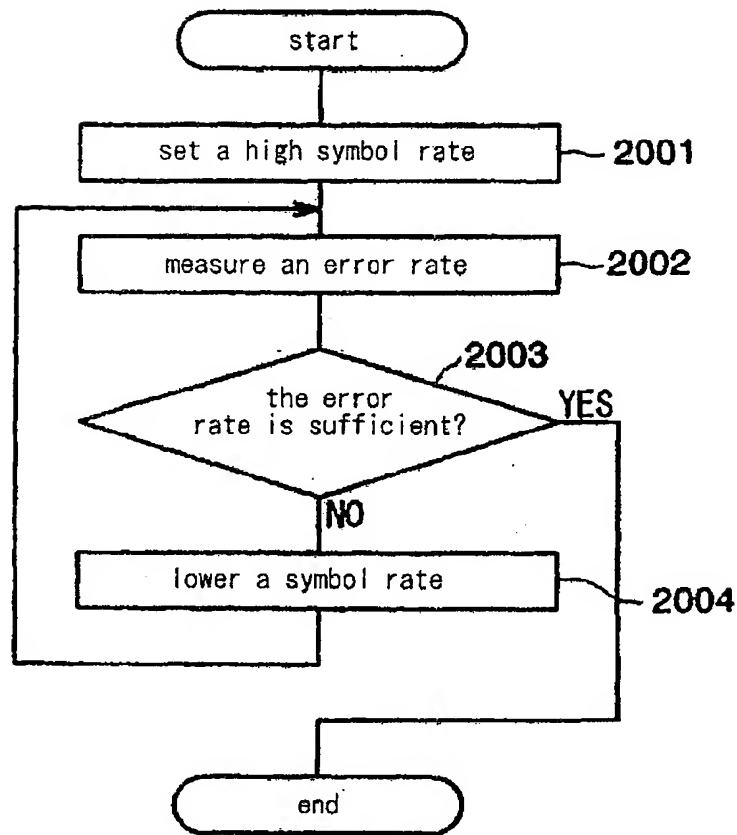 start
set a high symbol rate
2001
measure an error rate
2002
2003
the error
rate is sufficient?
YES
NO
lower a symbol rate
2004
end